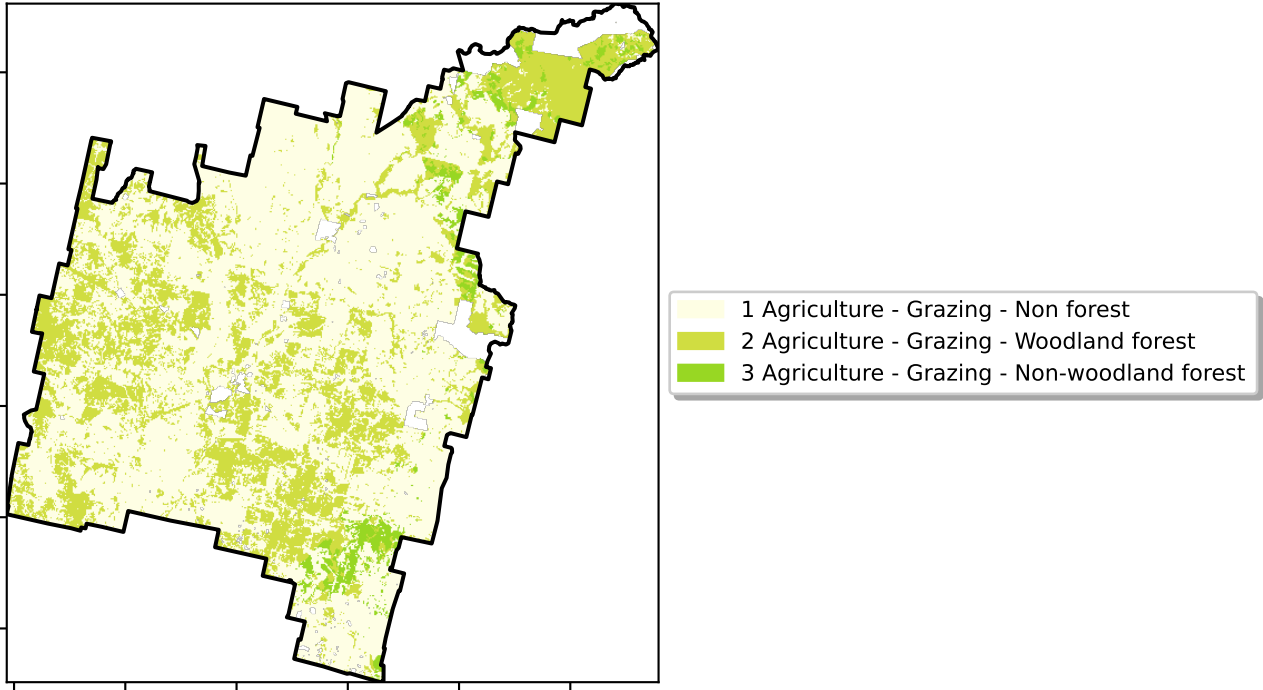 1 Agriculture - Grazing - Non forest
2 Agriculture - Grazing - Woodland forest
3 Agriculture - Grazing - Non-woodland forest